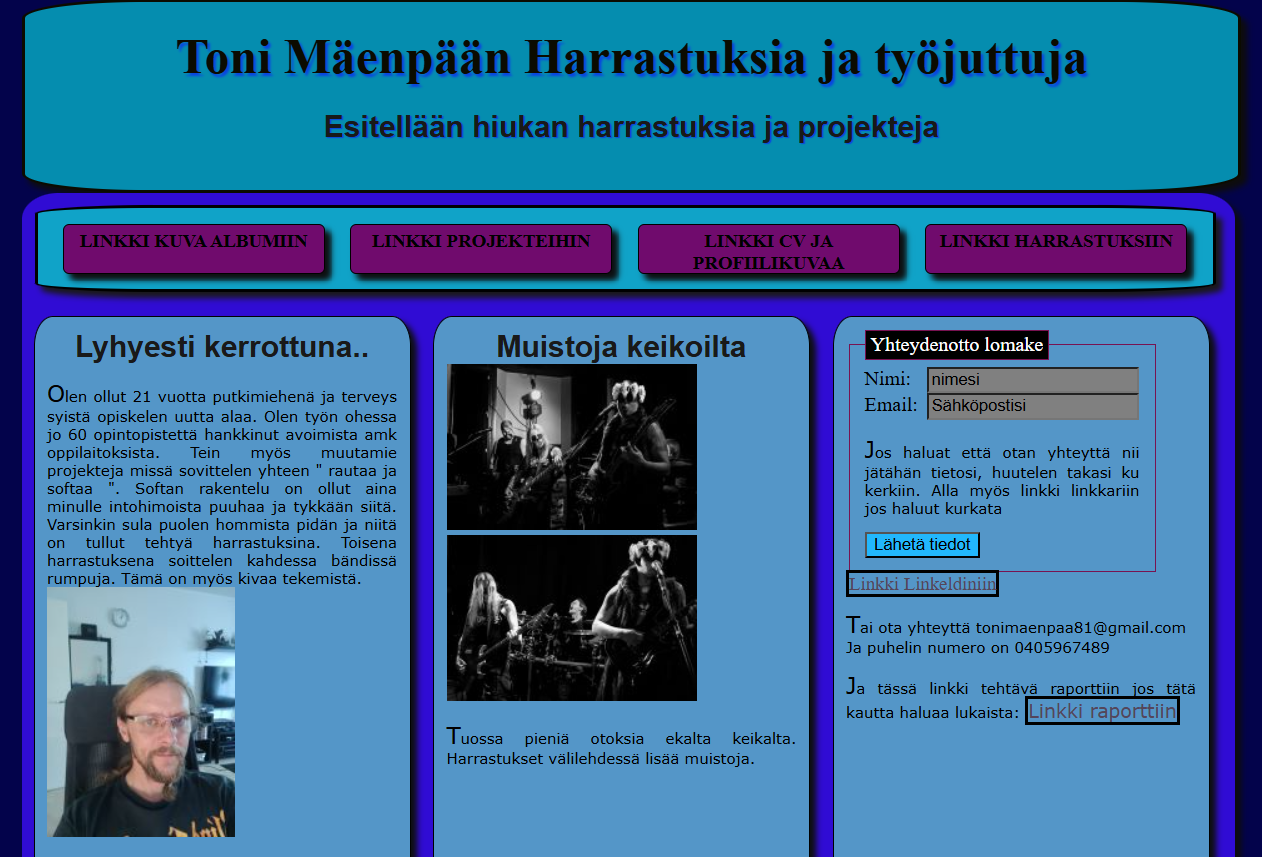 Toni Mäenpään Harrastuksia ja työjuttuja
Esitellään hiukan harrastuksia ja projekteja
LINKKI KUVA ALBUMIIN
LINKKI PROJEKTEIHIN
LINKKI CV JA
PROFIILIKUVAA
LINKKI HARRASTUKSIIN
Lyhyesti kerrottuna..
Olen ollut 21 vuotta putkimiehenä ja terveys
syistä opiskelen uutta alaa. Olen työn ohessa
jo 60 opintopistettä hankkinut avoimista amk
oppilaitoksista. Tein myös muutamie
projekteja missä sovittelen yhteen " rautaa ja
softaa ". Softan rakentelu on ollut aina
minulle intohimoista puuhaa ja tykkään siitä.
Varsinkin sula puolen hommista pidän ja niitä
on tullut tehtyä harrastuksina. Toisena
harrastuksena soittelen kahdessa bändissä
rumpuja. Tämä on myös kivaa tekemistä.
Muistoja keikoilta
Tuossa pieniä otoksia ekalta keikalta.
Harrastukset välilehdessä lisää muistoja.
Yhteydenotto lomake
Nimi: nimesi
Email: Sähköpostisi
Jos haluat että otan yhteyttä nii
jätähän tietosi, huutelen takasi ku
kerkiin. Alla myös linkki linkkariin
jos haluut kurkata
Lähetä tiedot
Linkki Linkeldiniin
Tai ota yhteyttä tonimaenpaa81@gmail.com
Ja puhelin numero on 0405967489
Ja tässä linkki tehtävä raporttiin jos tätä
kautta haluaa lukaista: Linkki raporttiin